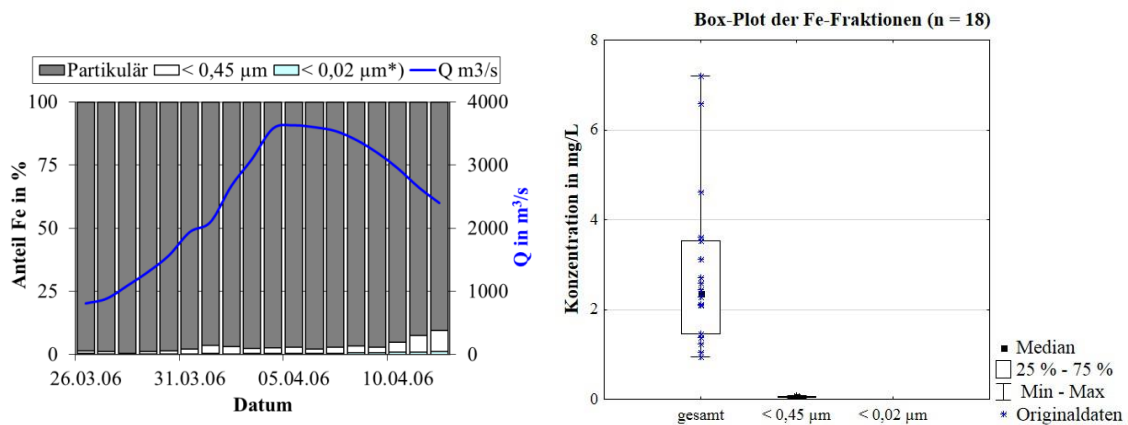 Partikulär < 0,45 µm < 0,02 µm*) Q m3/s
Anteil Fe in %
100
75
50
25
0
4000
3000
2000
1000
0
Q in m³/s
26.03.06 31.03.06 05.04.06 10.04.06
Datum
Box-Plot der Fe-Fraktionen (n = 18)
Konzentration in mg/L
8
6
4
2
0
gesamt < 0,45 µm < 0,02 µm
Median
25 % - 75 %
Min - Max
Originaldaten